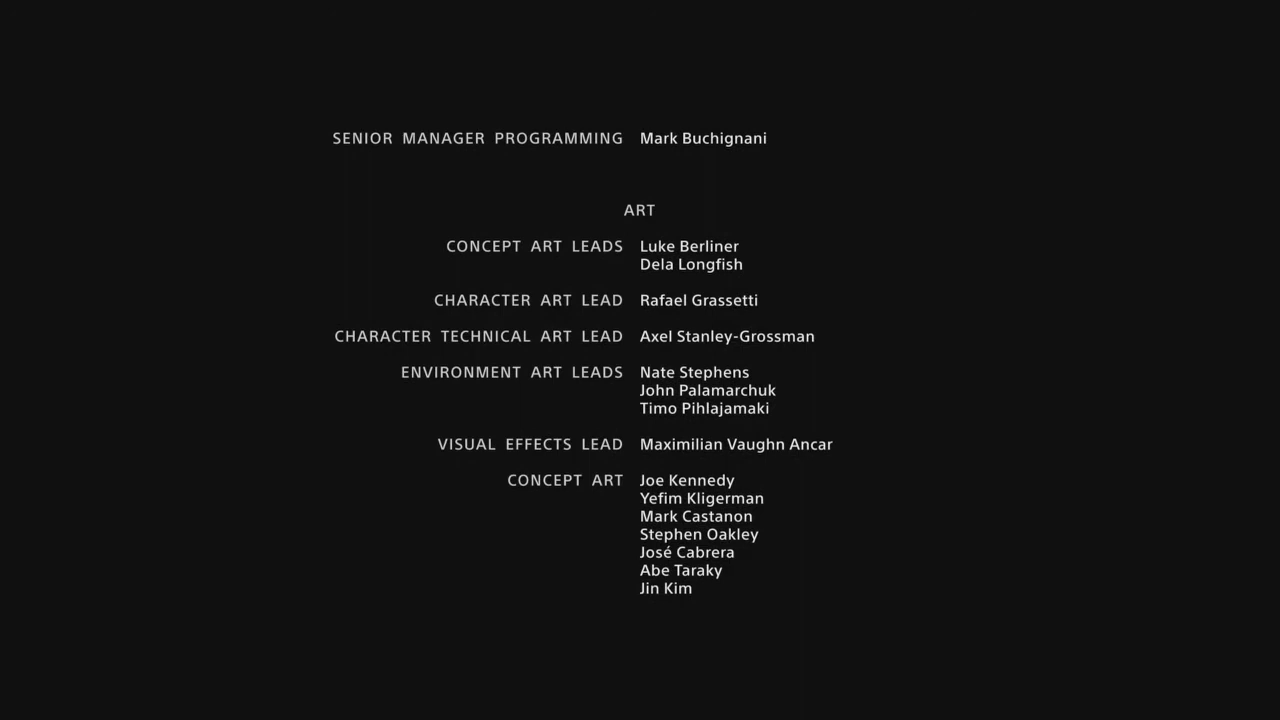 SENIOR MANAGER PROGRAMMING Mark Buchignani
ART
CONCEPT ART LEADS Luke Berliner
Dela Longfish
CHARACTER ART LEAD Rafael Grassetti
CHARACTER TECHNICAL ART LEAD Axel Stanley-Grossman
ENVIRONMENT ART LEADS Nate Stephens
John Palamarchuk
Timo Pihlajamaki
VISUAL EFFECTS LEAD Maximilian Vaughn Ancar
CONCEPT ART Joe Kennedy
Yefim Kligerman
Mark Castanon
Stephen Oakley
José Cabrera
Abe Taraky
Jin Kim